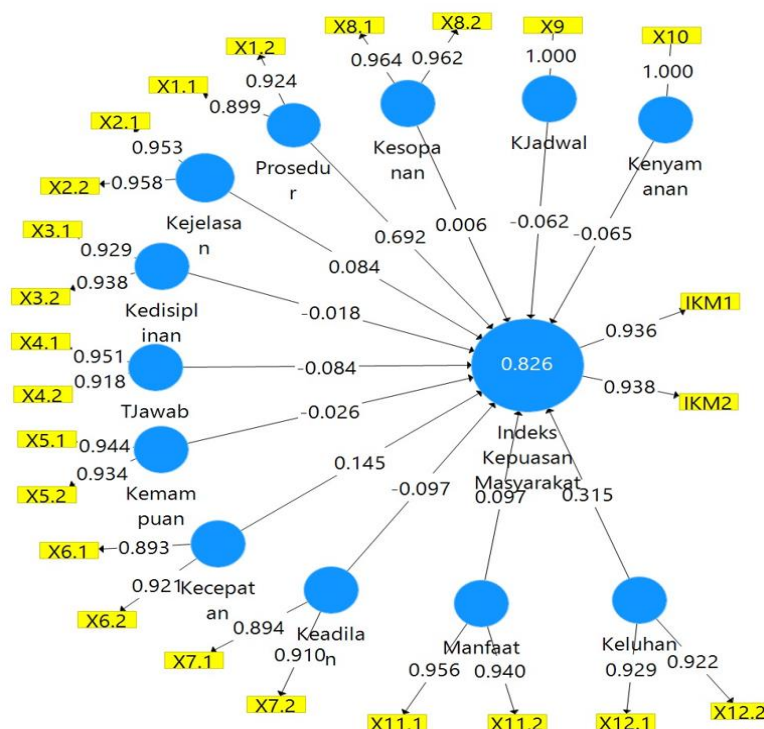 X8.1
X8.2
X9
X10
X1.2
0.964
0.962
1.000
1.000
X1.1
0.924
0.899
X2.1
0.953
Prosedu
r
Kesopa
nan
KJadwal
Kenyam
anan
X2.2
0.958
Kejelasa
n
X3.1
0.929
0.692
0.006
-0.062
-0.065
0.938
X3.2
Kedisipl
inan
0.084
-0.018
IKM1
0.936
X4.1
0.951
0.918
X4.2
TJawab
-0.084
0.826
0.938
IKM2
X5.1
0.944
0.934
X5.2
Kemam
puan
-0.026
Indeks
Kepuasan
Masyarakat
0.145
-0.097
0.097
0.315
X6.1
0.893
0.921
X6.2
Kecepat
an
X7.1
0.894
0.910
X7.2
Keadila
n
Manfaat
0.956
0.940
X11.1
X11.2
Keluhan
0.929
0.922
X12.1
X12.2